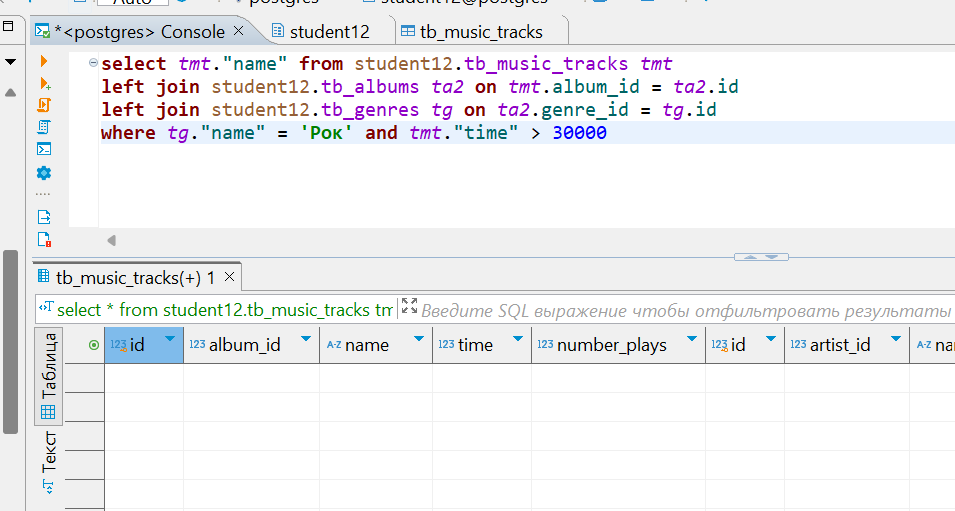 Auto postgres student12@postgres
*<postgres> Console student12 tb_music_tracks
select tmt."name" from student12.tb_music_tracks tmt
left join student12.tb_albums ta2 on tmt.album_id = ta2.id
left join student12.tb_genres tg on ta2.genre_id = tg.id
where tg."name" = 'Рок' and tmt."time" > 30000
tb_music_tracks(+) 1
select * from student12.tb_music_tracks tm Введите SQL выражение чтобы отфильтровать результаты
Таблица
123 id 123 album_id A-Z name 123 time 123 number_plays 123 id 123 artist_id A-Z na
Текст